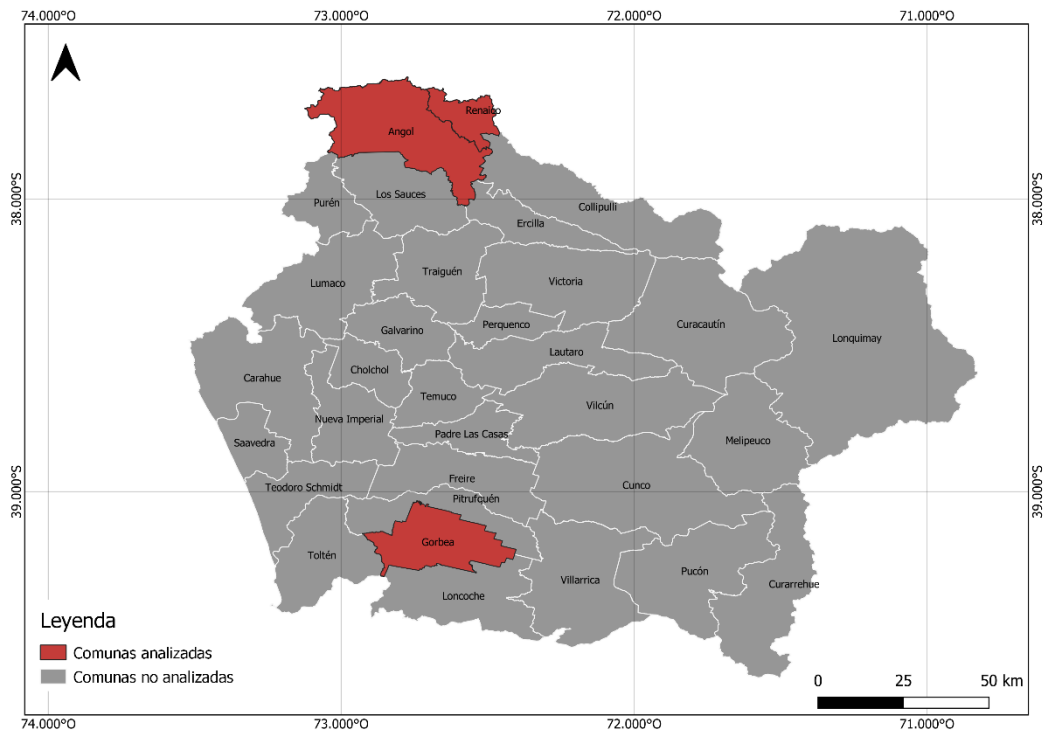 74.000°O 73.000°O 72.000°O 71.000°O
Renaico
Angol
38.000°S 38.000°S
Los Sauces
Purén
Collipulli
Ercilla
Traiguén
Lumaco
Victoria
Galvarino
Perquenco
Curacautín
Lonquimay
Lautaro
Cholchol
Carahue
Temuco
Vilcún
Nueva Imperial
Padre Las Casas
Saavedra
Melipeuco
Freire
Teodoro Schmidt
Cunco
39.000°S 39.000°S
Pitrufquén
Gorbea
Toltén
Villarrica
Pucón
Curarrehue
Loncoche
Leyenda
Comunas analizadas
Comunas no analizadas
0 25 50 km
74.000°O 73.000°O 72.000°O 71.000°O